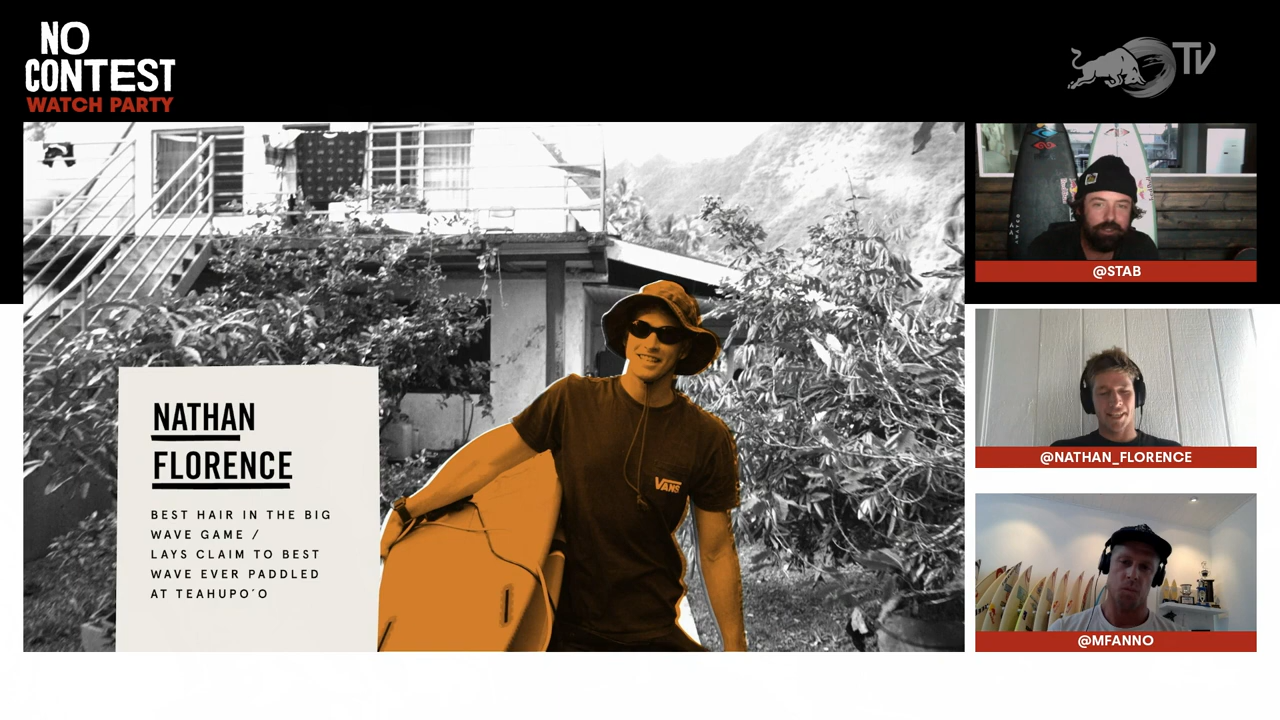 NO
CONTEST
WATCH PARTY
TV
@STAB
NATHAN
FLORENCE
BEST HAIR IN THE BIG
WAVE GAME /
LAYS CLAIM TO BEST
WAVE EVER PADDLED
AT TEAHUPO´O
VANS
@NATHAN_FLORENCE
@MFANNO